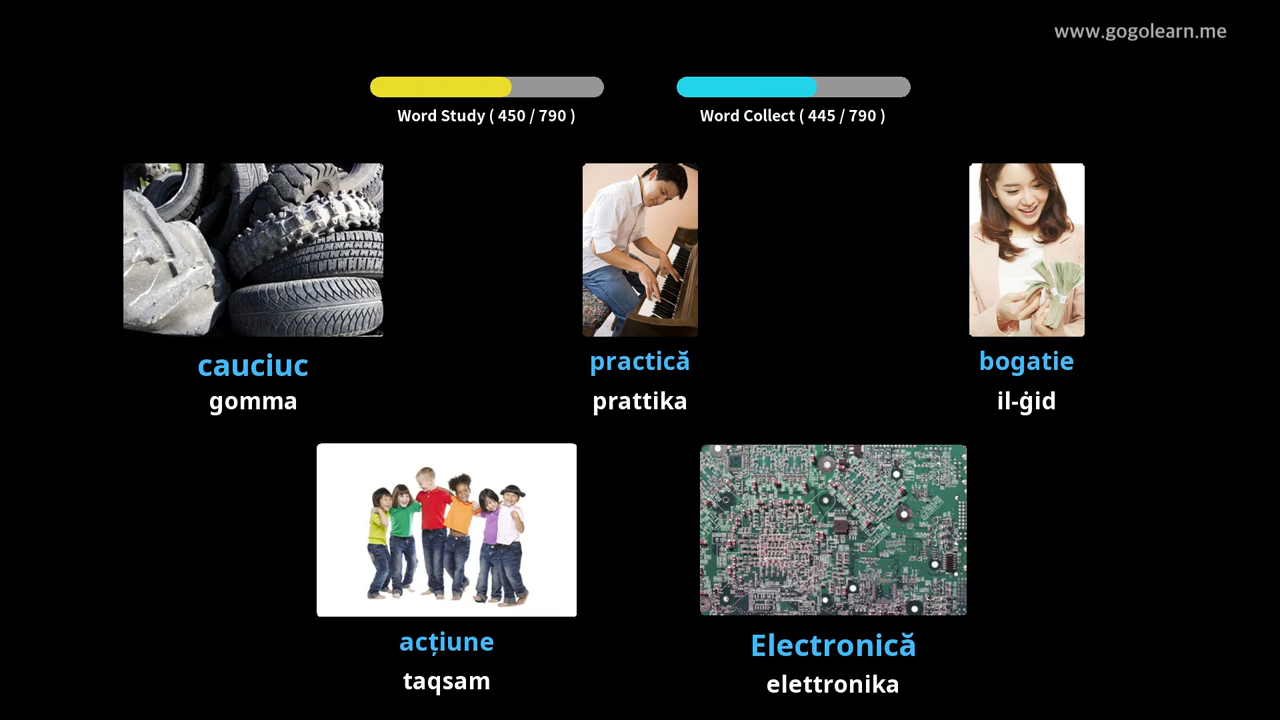 www.gogolearn.me
Word Study ( 450 / 790 )
Word Collect ( 445 / 790 )
cauciuc
gomma
practică
prattika
bogatie
il-ġid
acțiune
taqsam
Electronică
elettronika